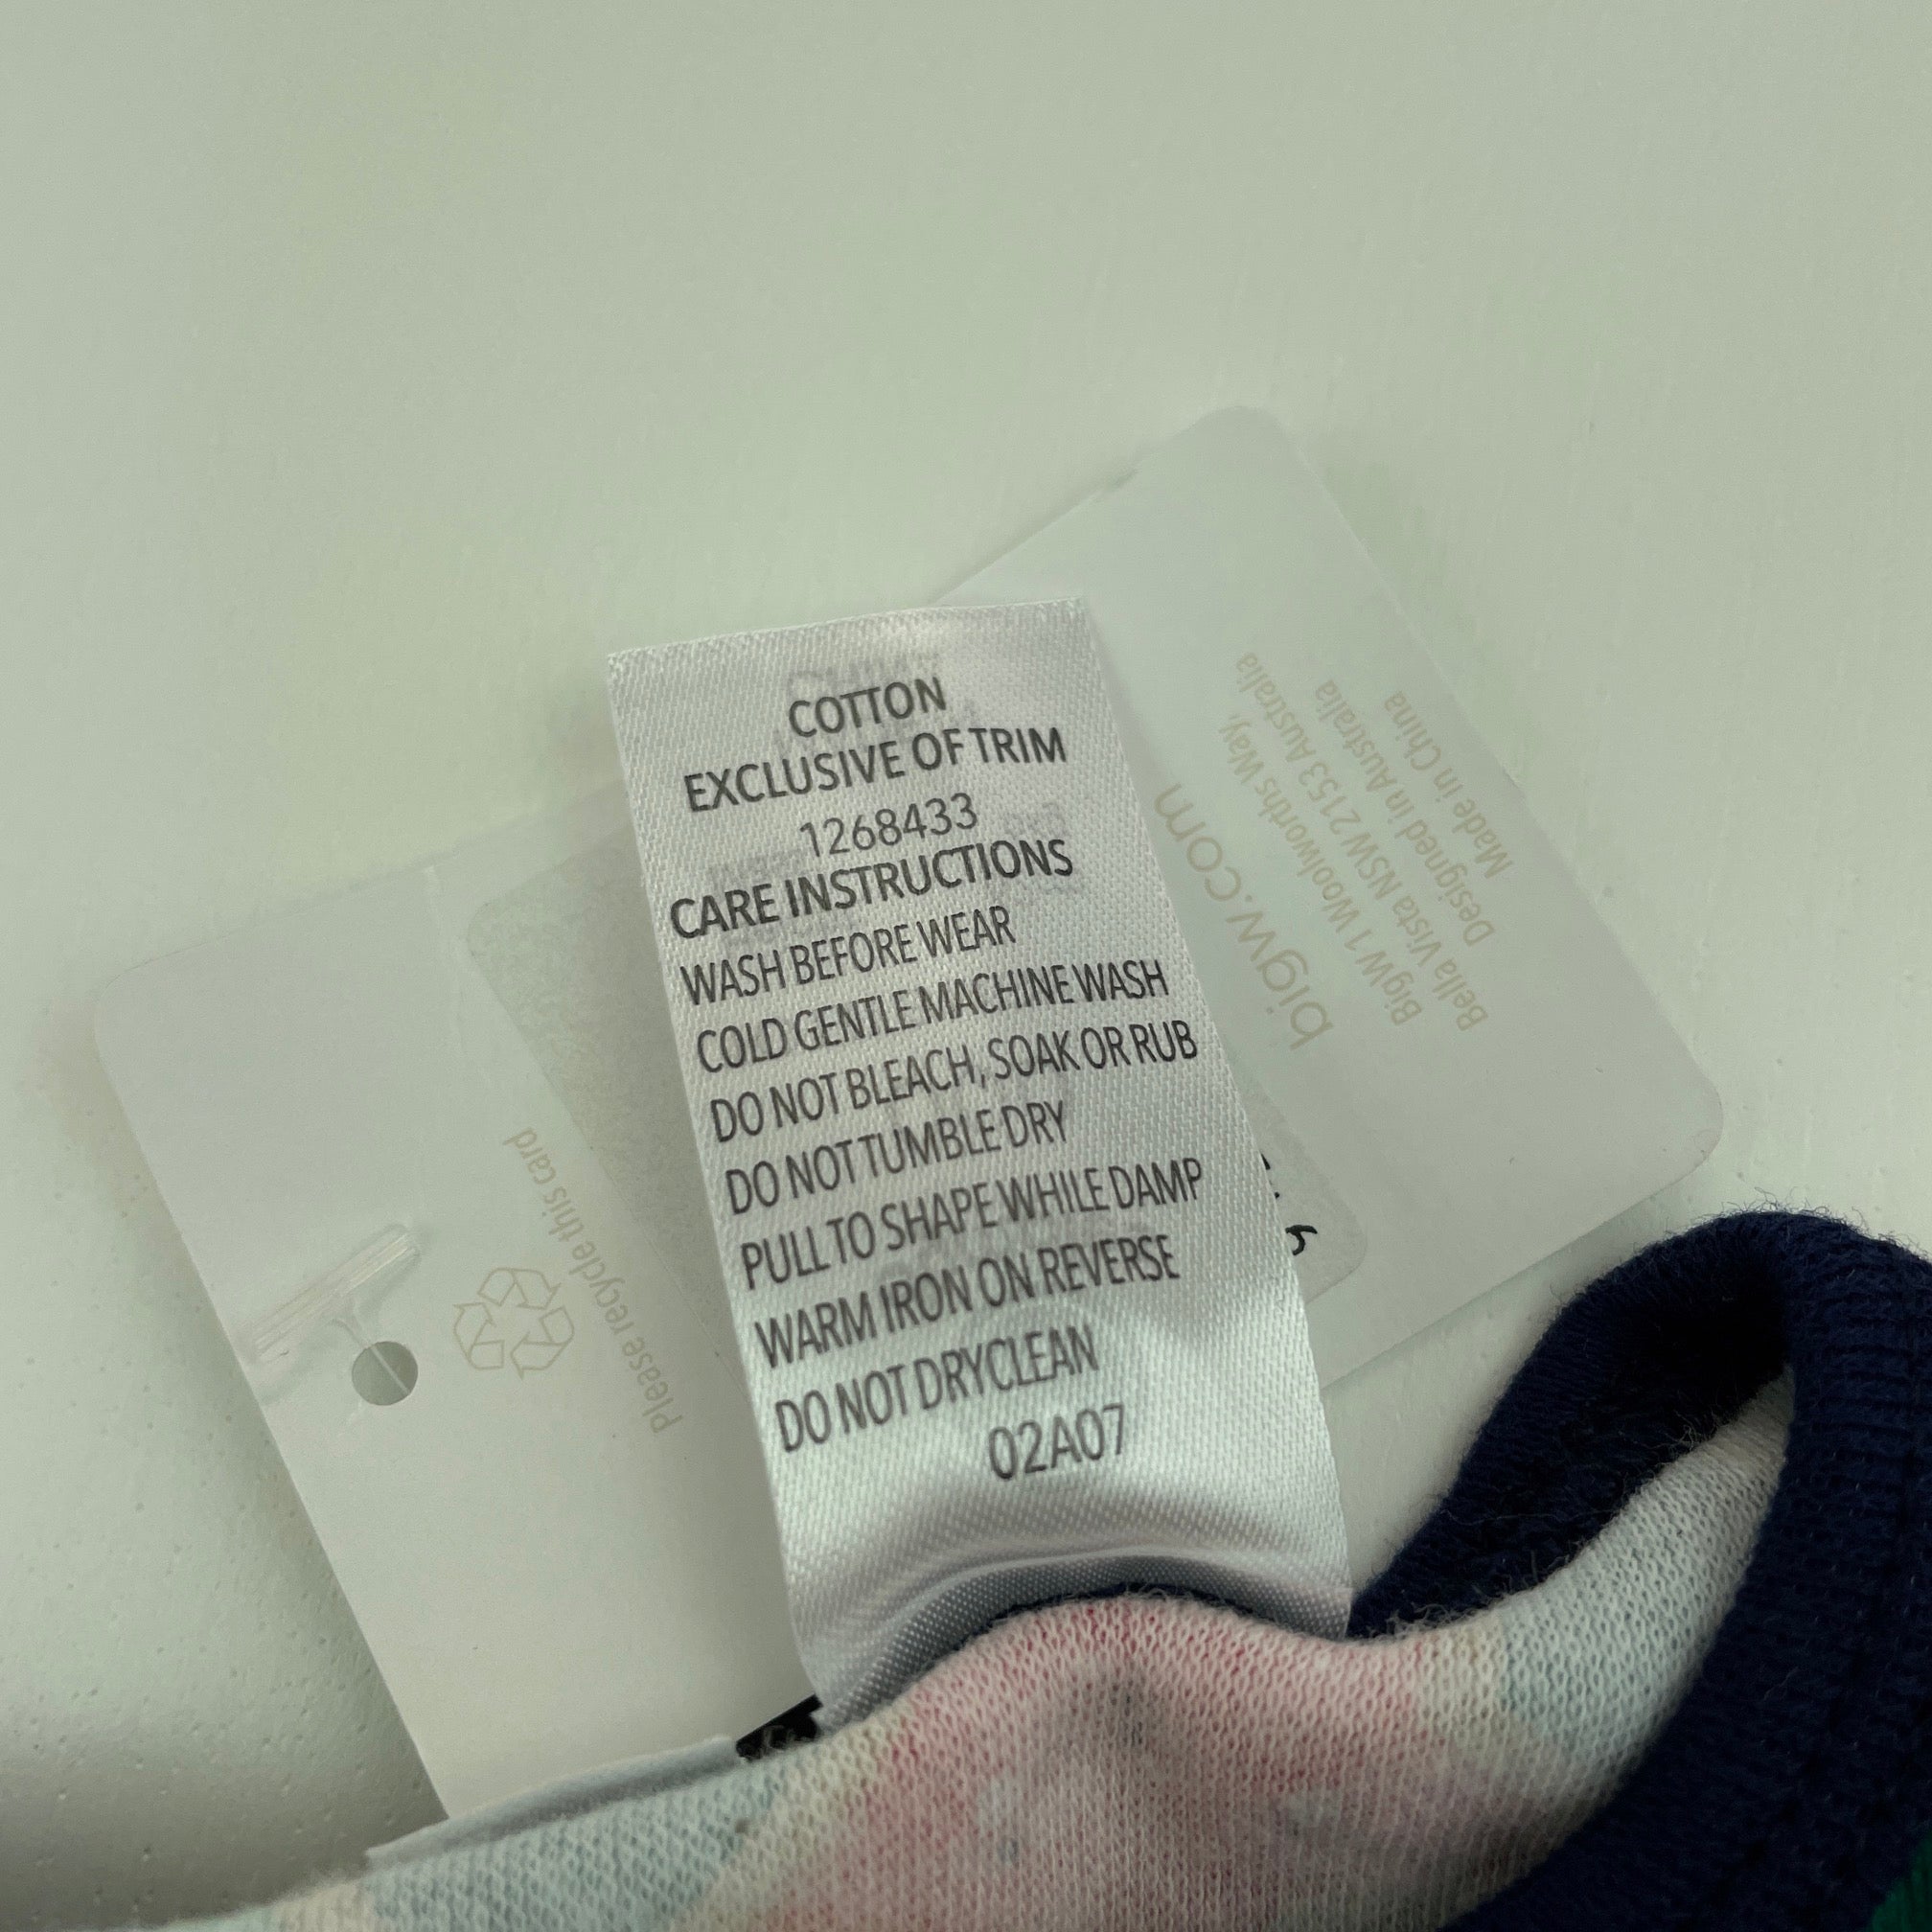 COTTON
EXCLUSIVE OF TRIM
1268433
CARE INSTRUCTIONS
WASH BEFORE WEAR
COLD GENTLE MACHINE WASH
DO NOT BLEACH, SOAK OR RUB
DO NOT TUMBLE DRY
PULL TO SHAPE WHILE DAMP
WARM IRON ON REVERSE
DO NOT DRYCLEAN
02A07
Please recycle this card
bigw.com
BigW 1 Woolworths Way,
Bella Vista NSW 2153 Australia
Designed in Australia
Made in China